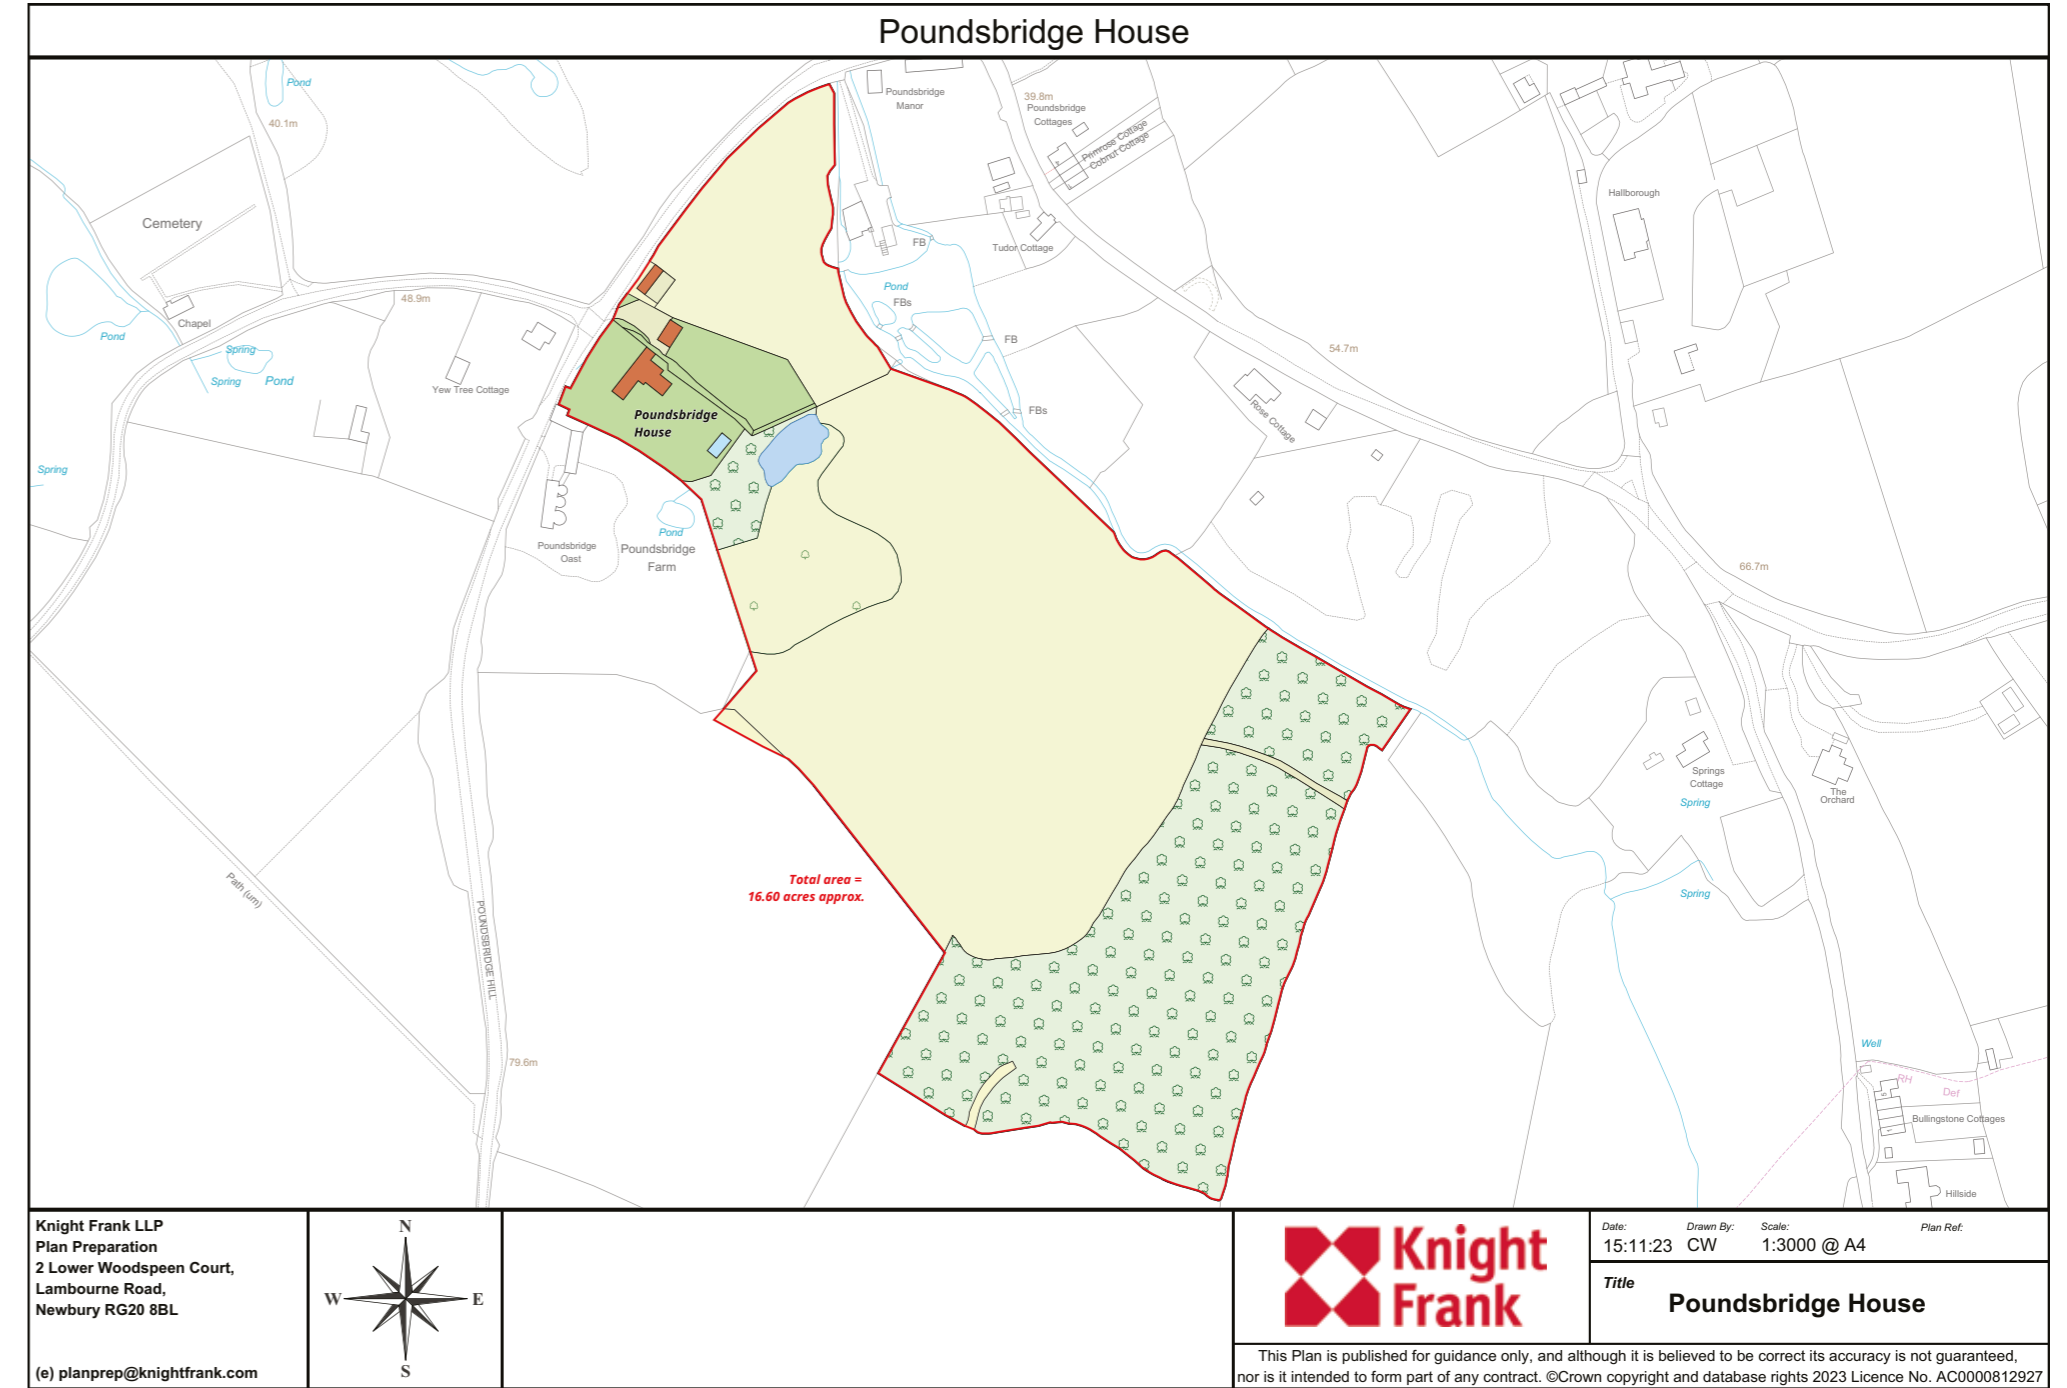 Poundsbridge House
Pond
40.1m
Cemetery
Chapel
48.9m
Pond
Spring
Spring
Pond
Spring
Yew Tree Cottage
Poundsbridge
Manor
39.8m
Poundsbridge
Cottages
Primrose Cottage
Cobnut Cottage
Tudor Cottage
FB
Pond
FBs
FB
FBs
Hallborough
54.7m
Rose Cottage
66.7m
Poundsbridge
House
Poundsbridge
Oast
Pond
Poundsbridge
Farm
Springs
Cottage
Spring
The
Orchard
Spring
Total area =
16.60 acres approx.
Path (um)
POUNDSBRIDGE HILL
79.6m
Well
RH
Def
5
1
Bullingstone Cottages
Hillside
Knight Frank LLP
Plan Preparation
2 Lower Woodspeen Court,
Lambourne Road,
Newbury RG20 8BL
(e) planprep@knightfrank.com
N
W
E
S
Knight
Frank
Date:
Drawn By:
Scale:
Plan Ref:
15:11:23
CW
1:3000 @ A4
Title
Poundsbridge House
This Plan is published for guidance only, and although it is believed to be correct its accuracy is not guaranteed,
nor is it intended to form part of any contract. ©Crown copyright and database rights 2023 Licence No. AC0000812927